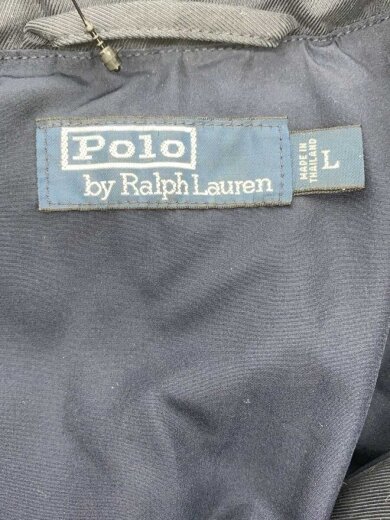 Polo
by Ralph Lauren
MADE IN
THAILAND
L